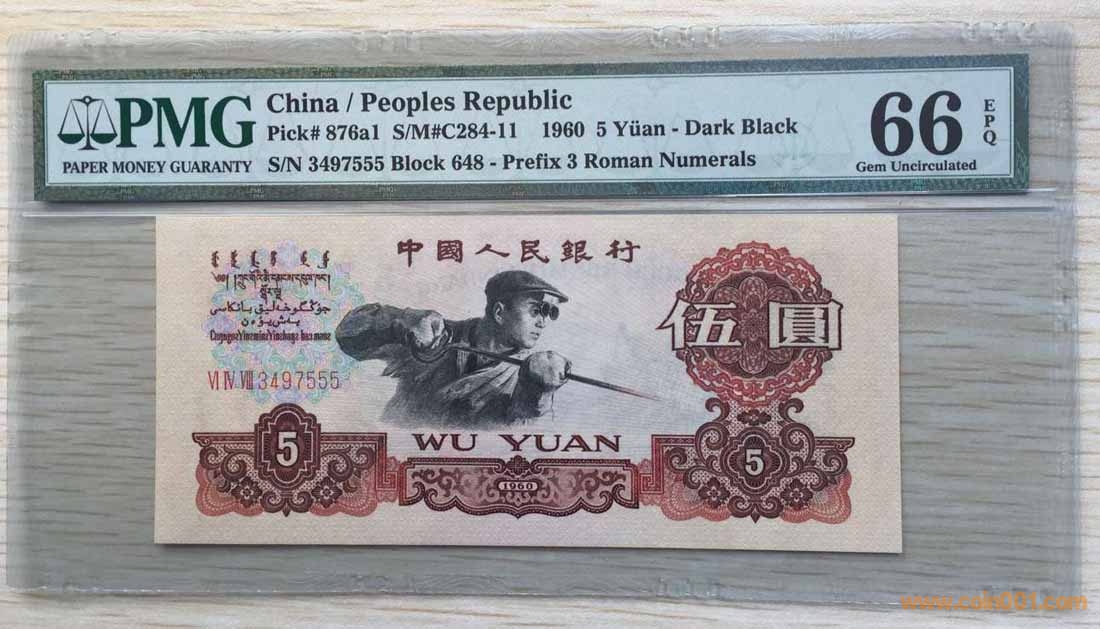 PMG
PAPER MONEY GUARANTY
China / Peoples Republic
Pick# 876a1 S/M#C284-11 1960 5 Yüan - Dark Black
S/N 3497555 Block 648 - Prefix 3 Roman Numerals
66
EPQ
Gem Uncirculated
中國人民銀行
伍圓
Ⅵ Ⅳ Ⅷ 3497555
WU YUAN
5
1960
5
www.coin001.com